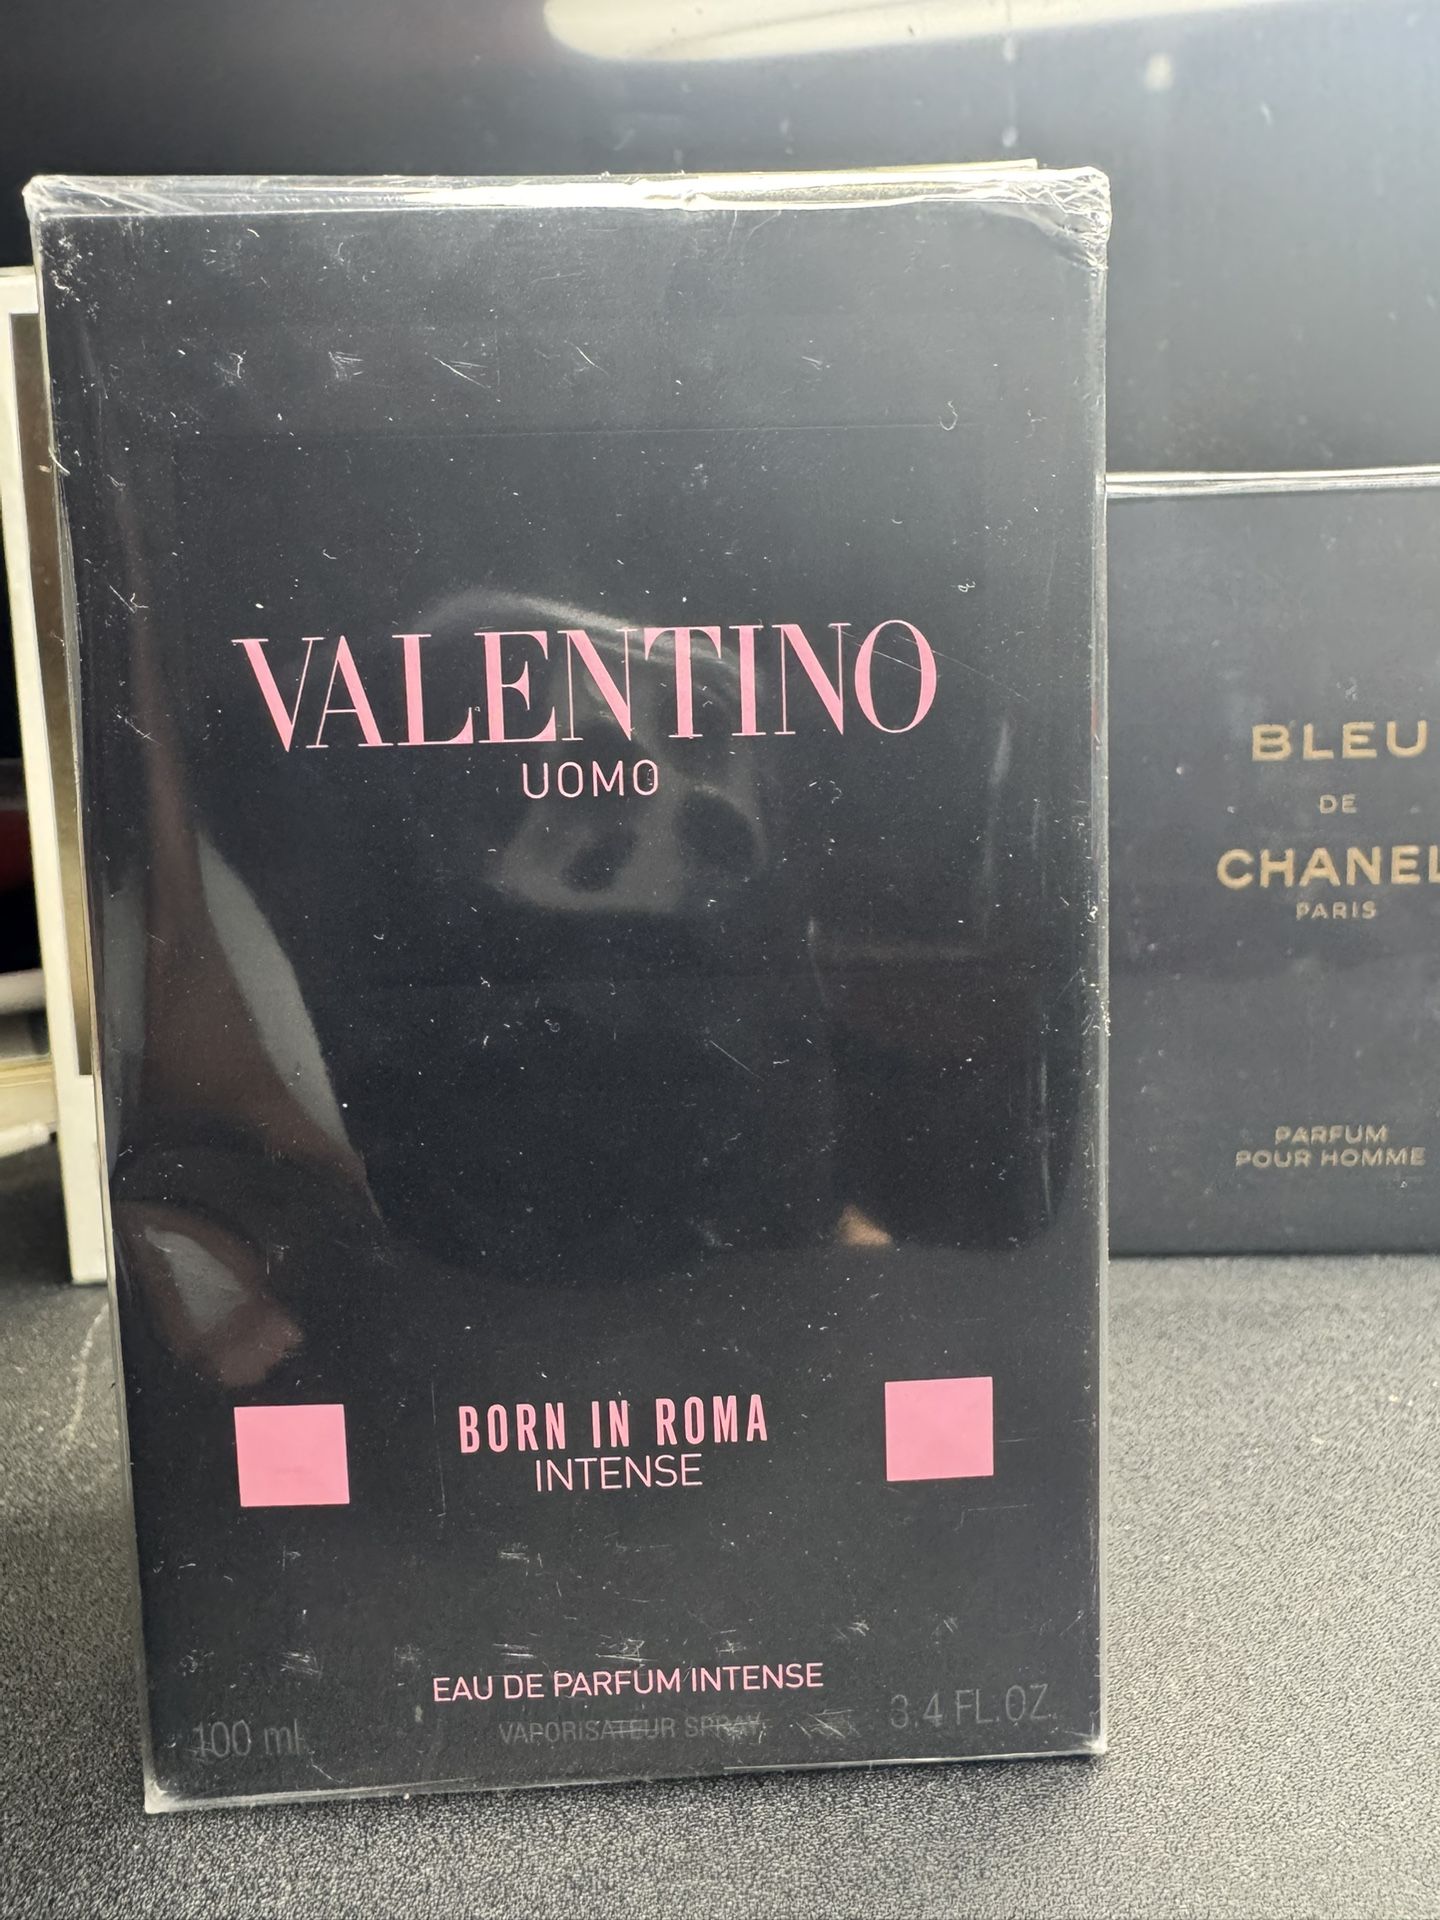 VALENTINO
UOMO
BORN IN ROMA
INTENSE
EAU DE PARFUM INTENSE
100 ml
VAPORISATEUR SPRAY
3.4 FL.OZ.
BLEU
DE
CHANEL
PARIS
PARFUM
POUR HOMME